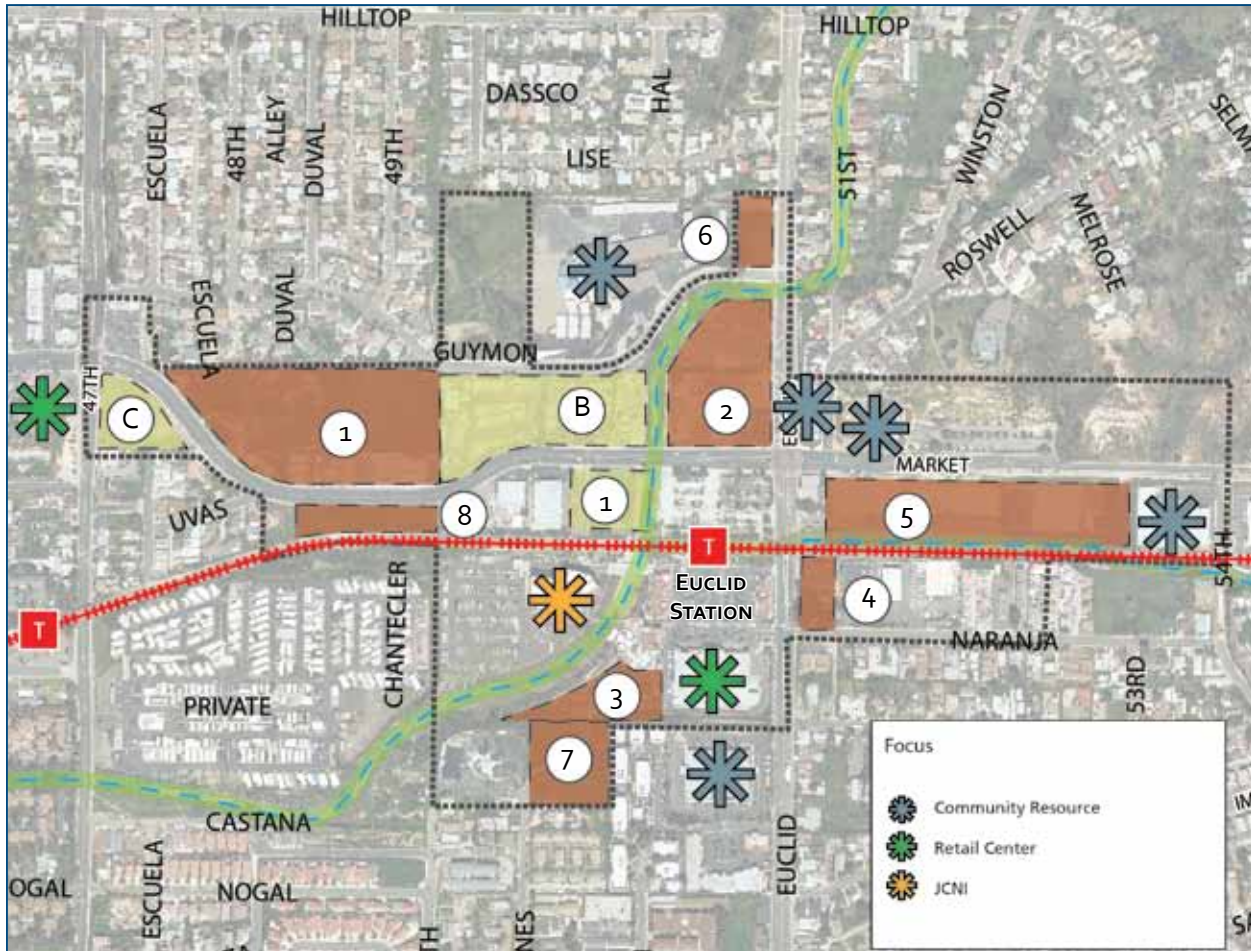 HILLTOP
HILLTOP
DASSCO
HAL
ESCUELA
48TH
ALLEY
DUVAL
49TH
LISE
51ST
WINSTON
ROSWELL
MELROSE
6
ESCUELA
DUVAL
GUYMON
47TH
C
1
B
2
MARKET
UVAS
8
1
5
T
T
EUCLID
STATION
4
54TH
NARANJA
CHANTECLER
PRIVATE
3
53RD
7
CASTANA
EUCLID
NOGAL
ESCUELA
Focus
Community Resource
Retail Center
JCNI